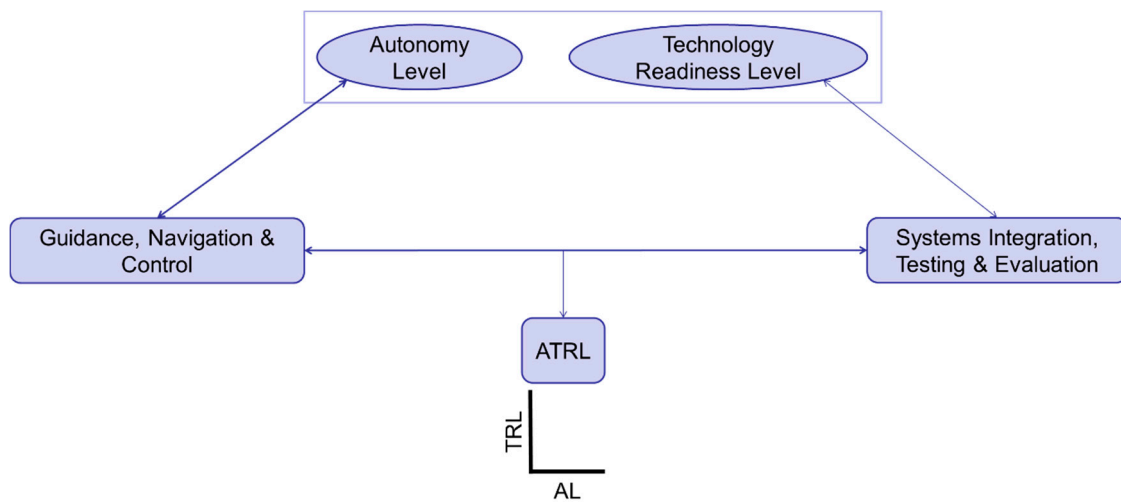 Autonomy
Level
Technology
Readiness Level
Guidance, Navigation &
Control
Systems Integration,
Testing & Evaluation
ATRL
TRL
AL